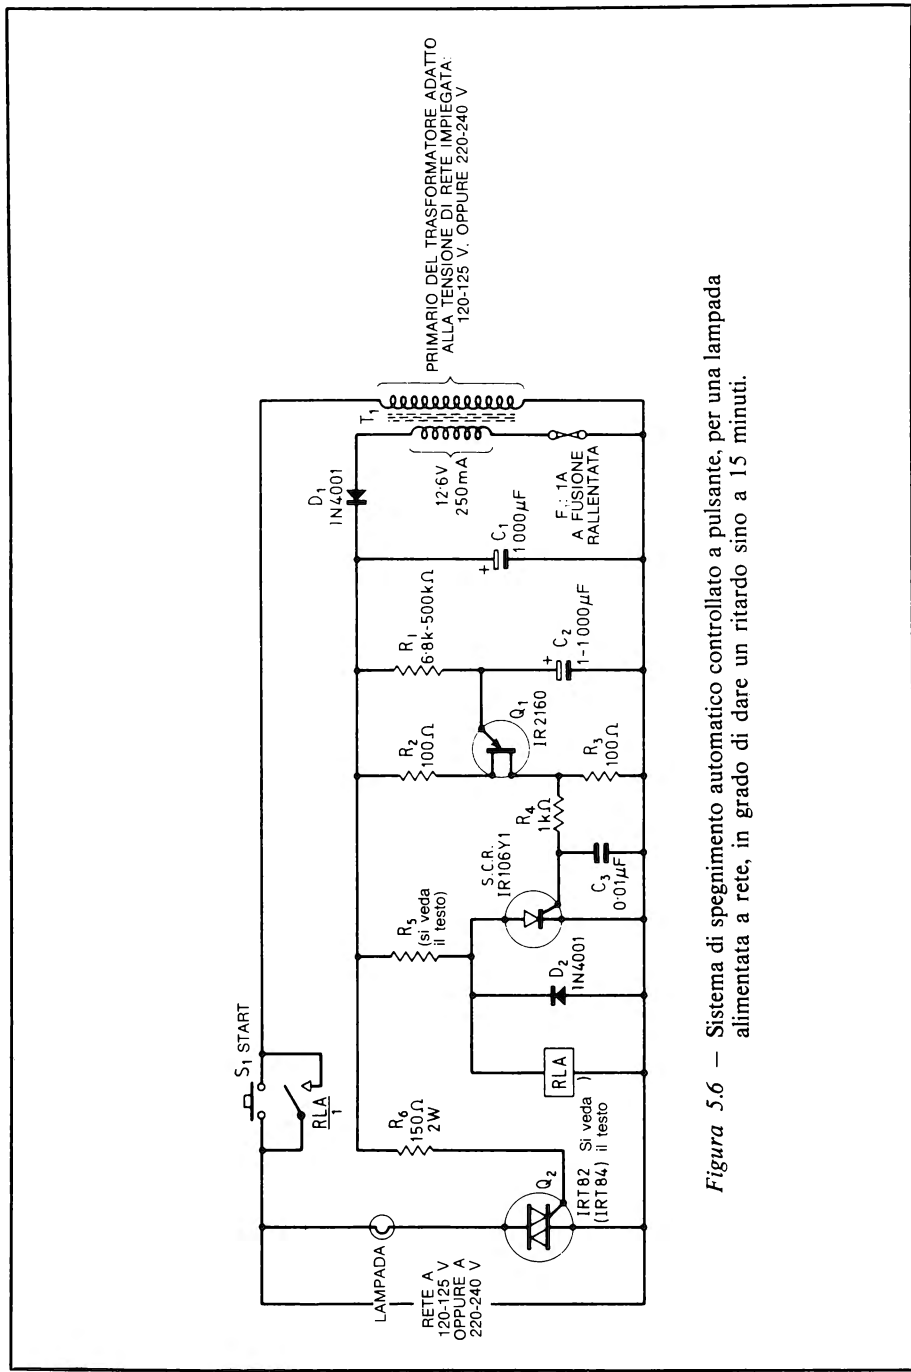 PRIMARIO DEL TRASFORMATORE ADATTO
ALLA TENSIONE DI RETE IMPIEGATA:
120-125 V. OPPURE 220-240 V
T1
12·6V
250mA
F.: 1A
A FUSIONE
RALLENTATA
D1
1N4001
+
C1
1000µF
R1
6·8k-500kΩ
+
C2
1-1000µF
R2
100Ω
Q1
IR2160
R3
100Ω
R4
1kΩ
S.C.R.
IR106Y1
C3
0·01µF
R5
(si veda
il testo)
D2
1N4001
S1 START
RLA
1
RLA
R6
150Ω
2W
Q2
IRT82
(IRT84)
Si veda
il testo
LAMPADA
RETE A
120-125 V
OPPURE A
220-240 V
Figura 5.6 — Sistema di spegnimento automatico controllato a pulsante, per una lampada
alimentata a rete, in grado di dare un ritardo sino a 15 minuti.